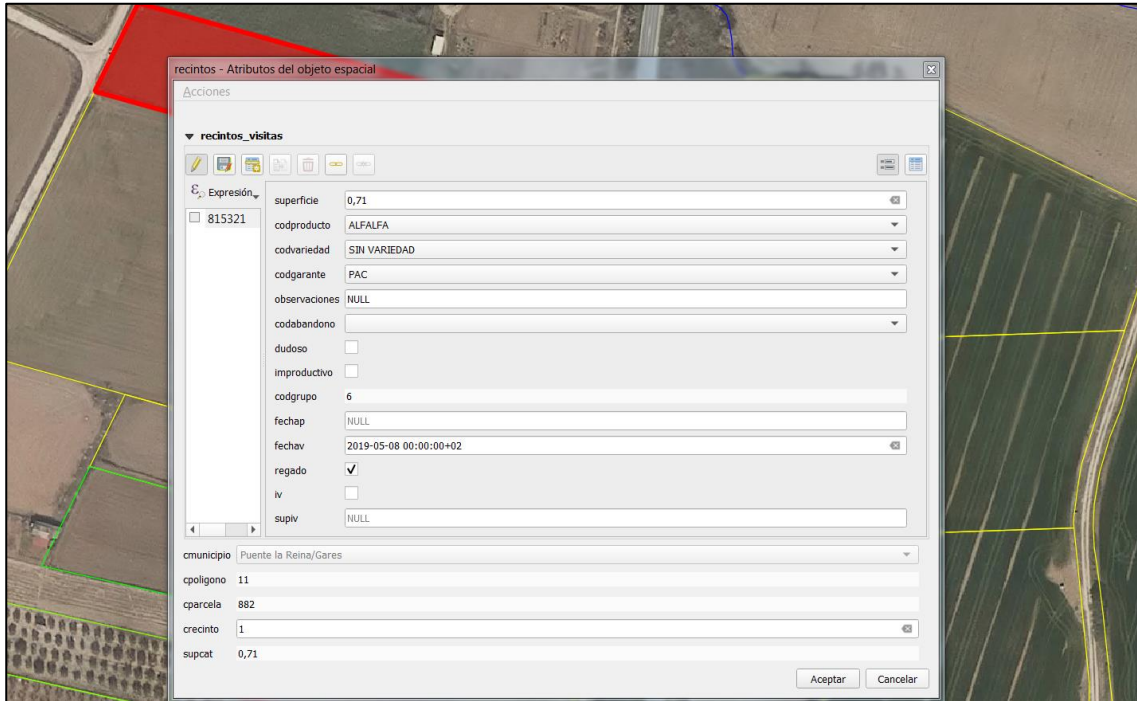 recintos - Atributos del objeto espacial
Acciones
recintos_visitas
Expresión
815321
superficie 0,71
codproducto ALFALFA
codvariedad SIN VARIEDAD
codgarante PAC
observaciones NULL
codabandono
dudoso
improductivo
codgrupo 6
fechap NULL
fechav 2019-05-08 00:00:00+02
regado
iv
supiv NULL
cmunicipio Puente la Reina/Gares
cpoligono 11
cparcela 882
crecinto 1
supcat 0,71
Aceptar Cancelar